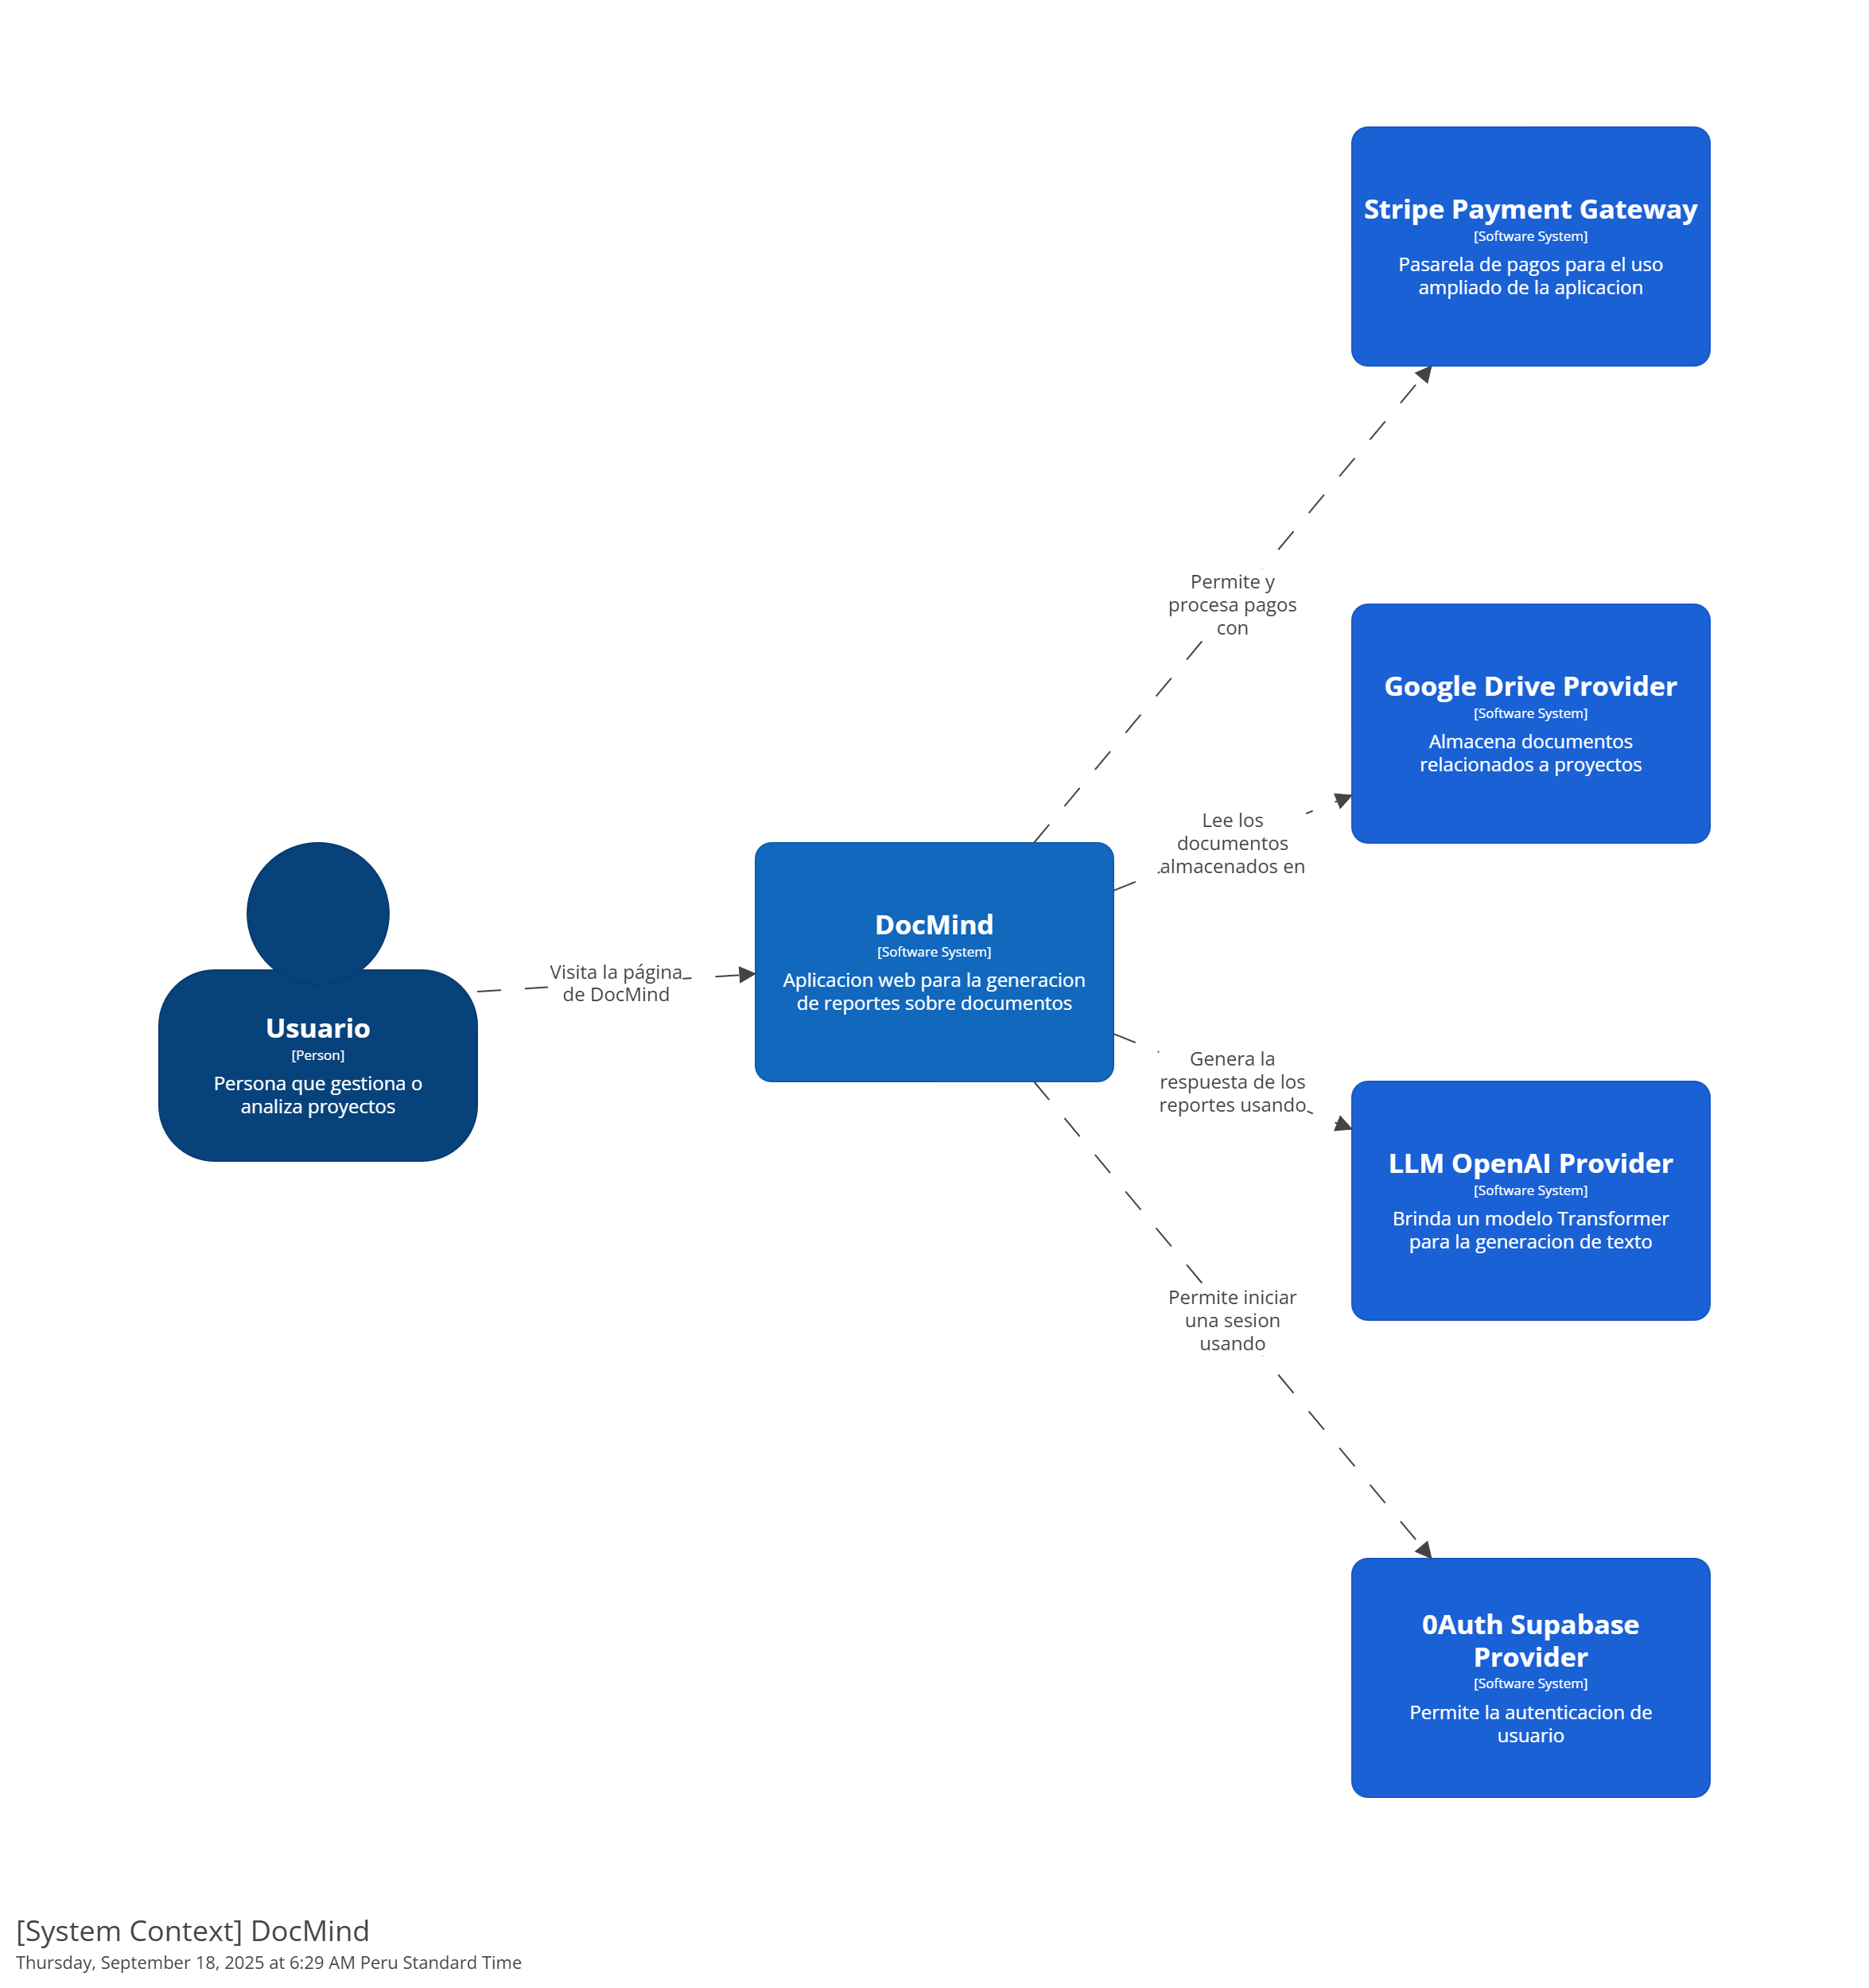 Stripe Payment Gateway
[Software System]
Pasarela de pagos para el uso
ampliado de la aplicacion
Permite y
procesa pagos
con
Google Drive Provider
[Software System]
Almacena documentos
relacionados a proyectos
Lee los
documentos
almacenados en
Usuario
[Person]
Persona que gestiona o
analiza proyectos
Visita la página
de DocMind
DocMind
[Software System]
Aplicacion web para la generacion
de reportes sobre documentos
Genera la
respuesta de los
reportes usando
LLM OpenAI Provider
[Software System]
Brinda un modelo Transformer
para la generacion de texto
Permite iniciar
una sesion
usando
0Auth Supabase
Provider
[Software System]
Permite la autenticacion de
usuario
[System Context] DocMind
Thursday, September 18, 2025 at 6:29 AM Peru Standard Time